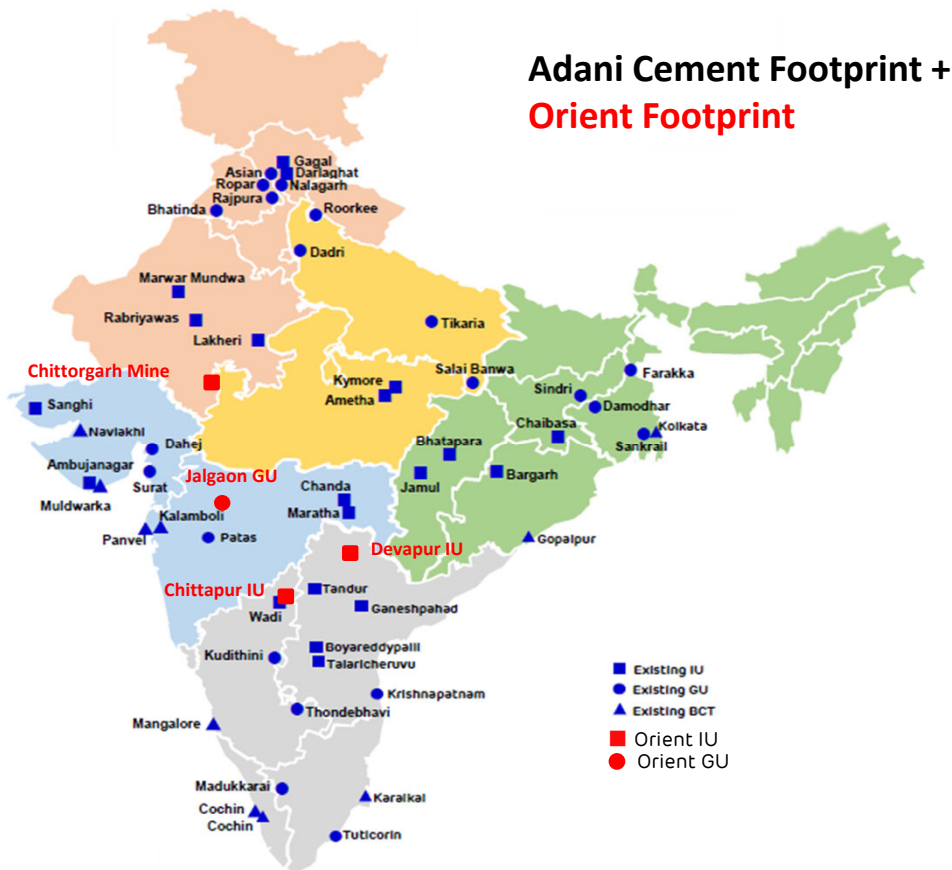 Adani Cement Footprint +
Orient Footprint
Gagal
Asian
Darlaghat
Ropar
Nalagarh
Rajpura
Bhatinda
Roorkee
Dadri
Marwar Mundwa
Rabriyawas
Tikaria
Lakheri
Chittorgarh Mine
Kymore
Ametha
Salai Banwa
Farakka
Sindri
Damodhar
Sanghi
Navlakhi
Chaibasa
Kolkata
Sankrail
Dahej
Bhatapara
Ambujanagar
Jamul
Bargarh
Surat
Jalgaon GU
Muldwarka
Chanda
Maratha
Kalamboli
Panvel
Patas
Gopalpur
Devapur IU
Chittapur IU
Tandur
Wadi
Ganeshpahad
Boyareddypalli
Kudithini
Talaricheruvu
Existing IU
Krishnapatnam
Existing GU
Thondebhavi
Existing BCT
Mangalore
Orient IU
Orient GU
Madukkarai
Karaikal
Cochin
Cochin
Tuticorin